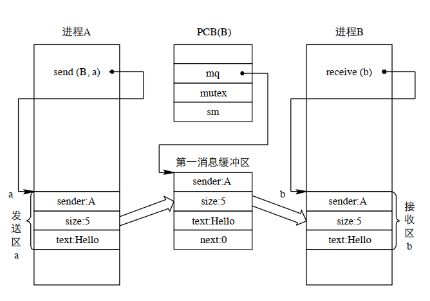 进程A
PCB(B)
进程B
send (B, a)
mq
mutex
sm
receive (b)
第一消息缓冲区
a
sender:A
size:5
text:Hello
发送区a
sender:A
size:5
text:Hello
next:0
b
sender:A
size:5
text:Hello
接收区b